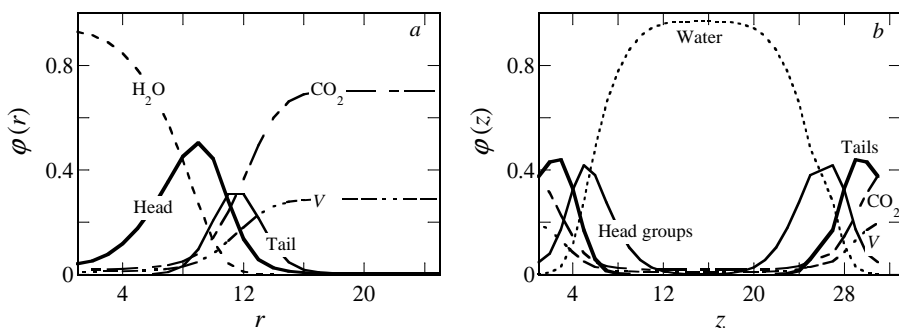 a
0.8
0.4
0
φ(r)
H₂O
CO₂
Head
V
Tail
4
12
20
r
b
0.8
0.4
0
φ(z)
Water
Tails
CO₂
V
Head groups
4
12
20
28
z